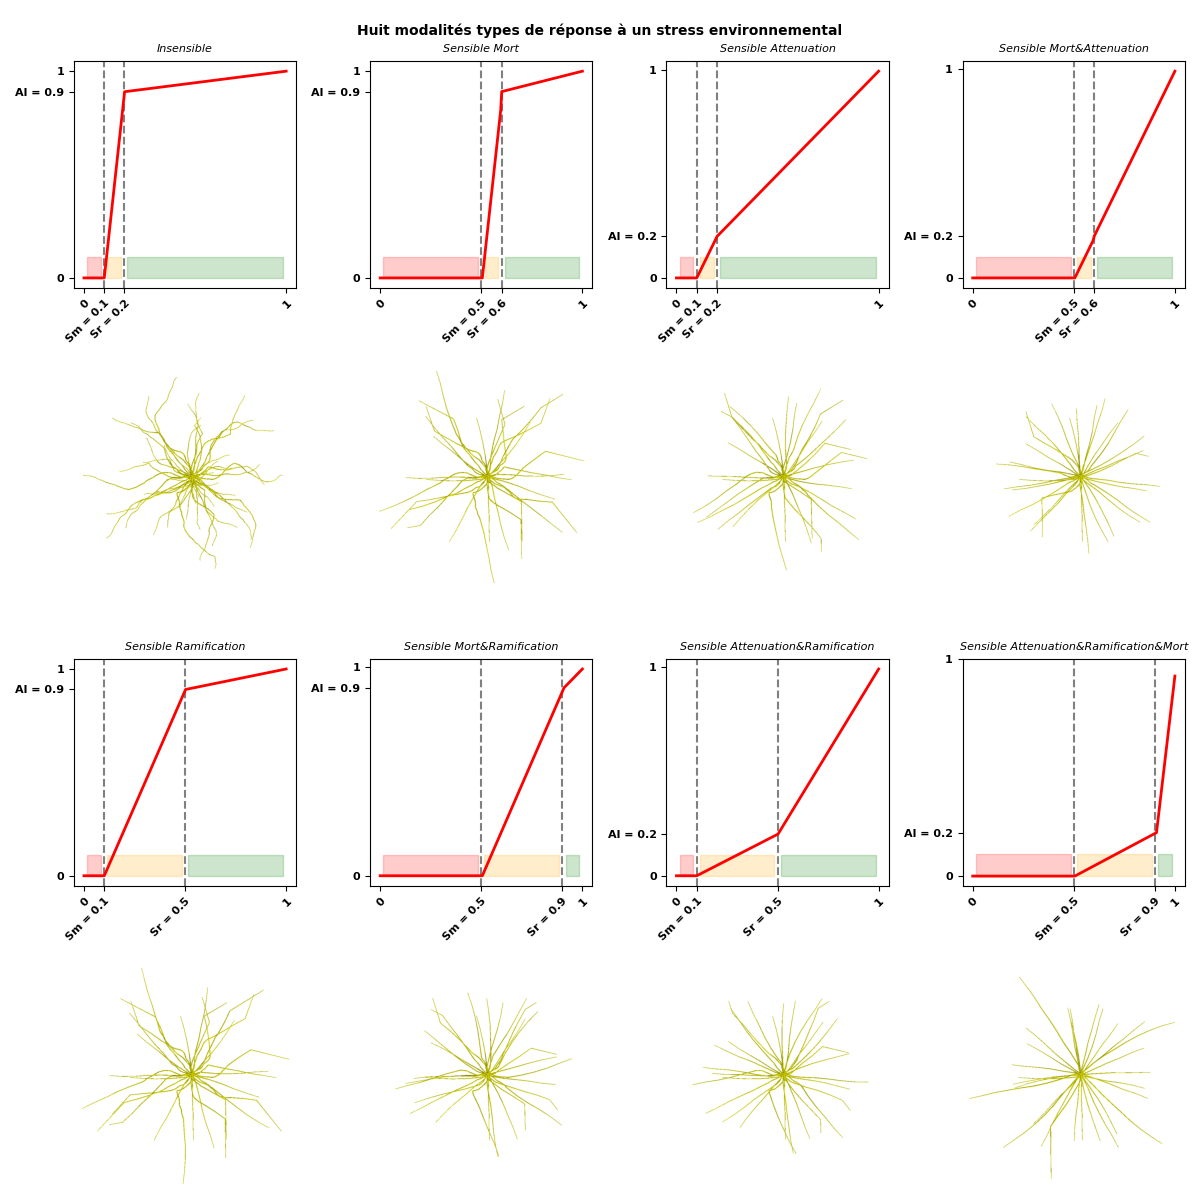 Huit modalités types de réponse à un stress environnemental
Insensible
1
AI = 0.9
0
0
Sm = 0.1
Sr = 0.2
1
Sensible Mort
1
AI = 0.9
0
0
Sm = 0.5
Sr = 0.6
1
Sensible Attenuation
1
AI = 0.2
0
0
Sm = 0.1
Sr = 0.2
1
Sensible Mort&Attenuation
1
AI = 0.2
0
0
Sm = 0.5
Sr = 0.6
1
Sensible Ramification
1
AI = 0.9
0
0
Sm = 0.1
Sr = 0.5
1
Sensible Mort&Ramification
1
AI = 0.9
0
0
Sm = 0.5
Sr = 0.9
1
Sensible Attenuation&Ramification
1
AI = 0.2
0
0
Sm = 0.1
Sr = 0.5
1
Sensible Attenuation&Ramification&Mort
1
AI = 0.2
0
0
Sm = 0.5
Sr = 0.9
1